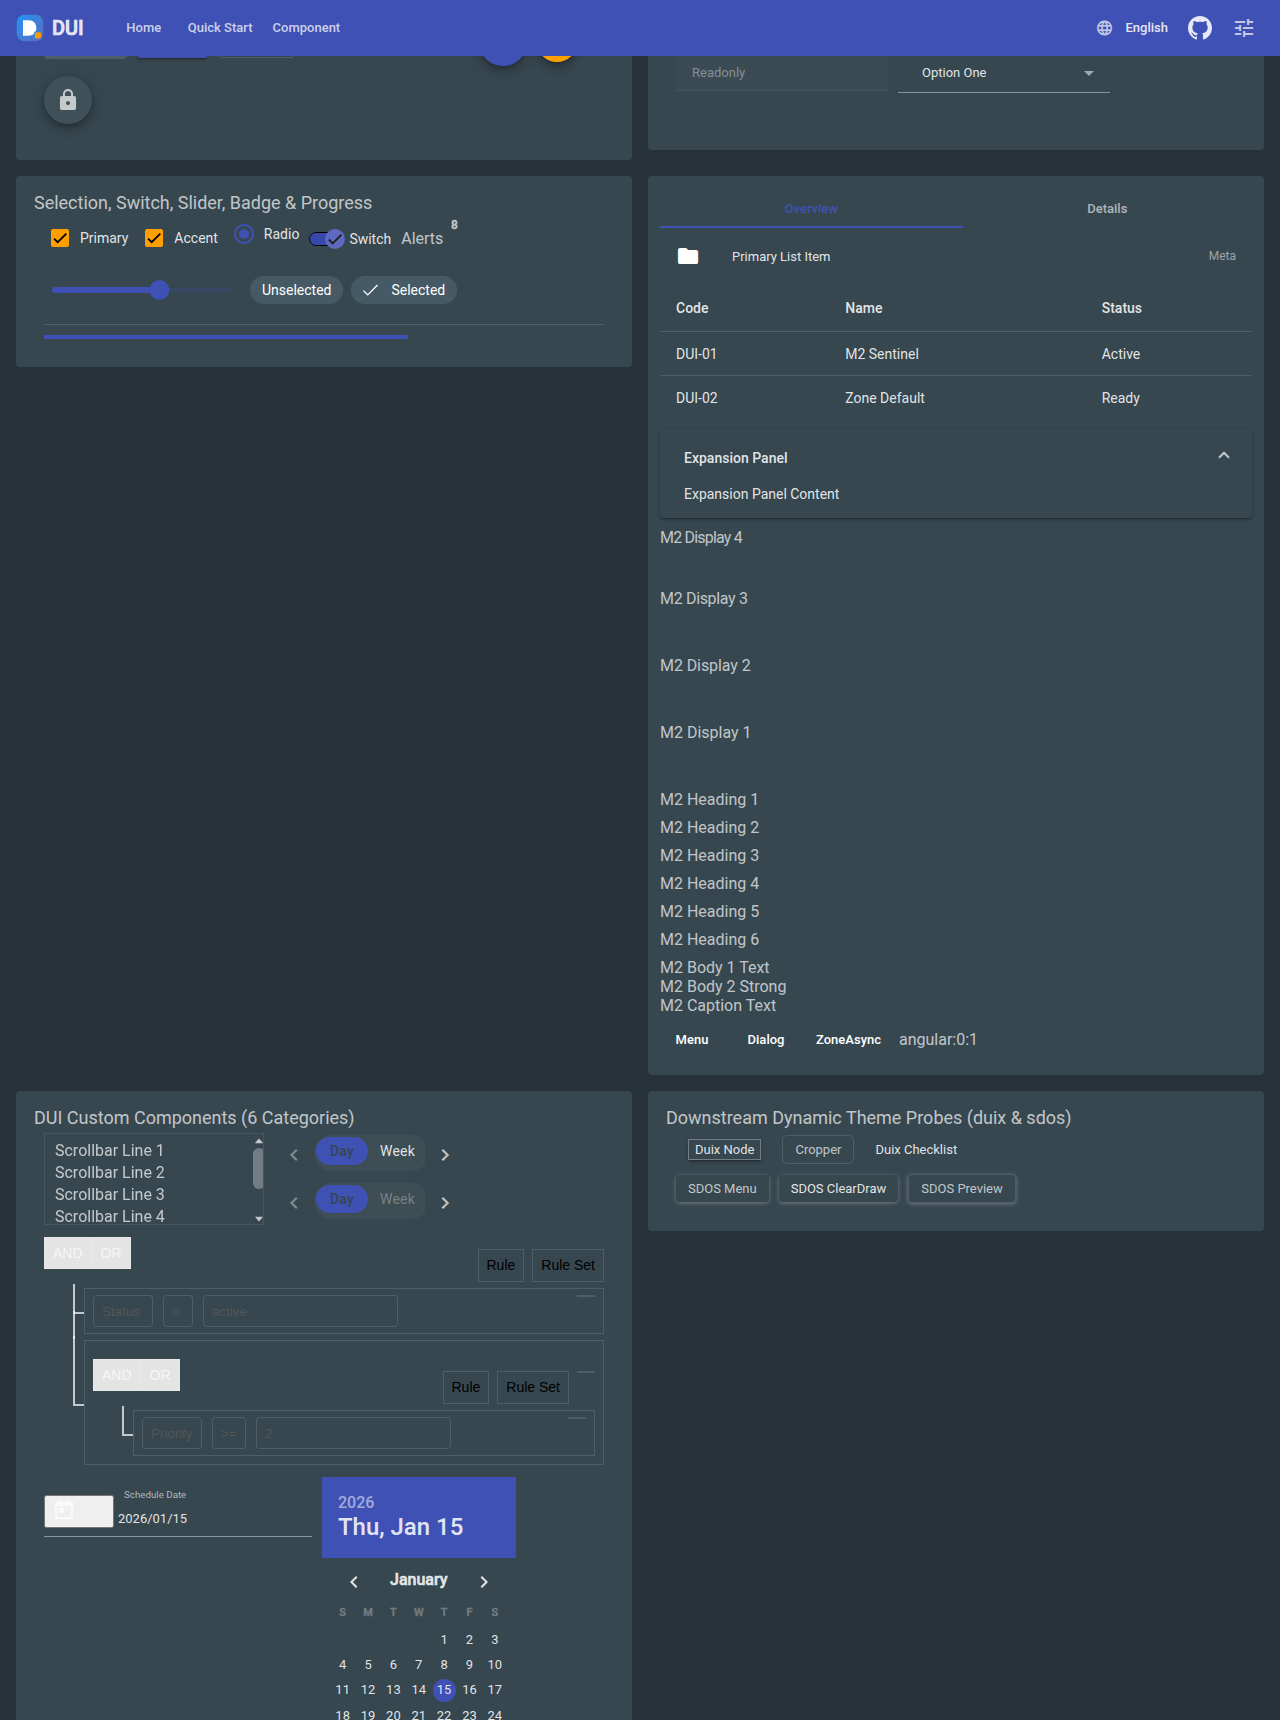 DUI
Home
Quick Start
Component
English
Readonly
Option One
Selection, Switch, Slider, Badge & Progress
Primary
Accent
Radio
Switch
Alerts
8
Unselected
Selected
Overview
Details
Primary List Item
Meta
Code
Name
Status
DUI-01
M2 Sentinel
Active
DUI-02
Zone Default
Ready
Expansion Panel
Expansion Panel Content
M2 Display 4
M2 Display 3
M2 Display 2
M2 Display 1
M2 Heading 1
M2 Heading 2
M2 Heading 3
M2 Heading 4
M2 Heading 5
M2 Heading 6
M2 Body 1 Text
M2 Body 2 Strong
M2 Caption Text
Menu
Dialog
ZoneAsync
angular:0:1
DUI Custom Components (6 Categories)
Scrollbar Line 1
Scrollbar Line 2
Scrollbar Line 3
Scrollbar Line 4
Day
Week
Day
Week
AND
OR
Rule
Rule Set
Status
=
active
AND
OR
Rule
Rule Set
Priority
>=
2
Schedule Date
2026/01/15
2026
Thu, Jan 15
January
S M T W T F S
1 2 3
4 5 6 7 8 9 10
11 12 13 14 15 16 17
18 19 20 21 22 23 24
Downstream Dynamic Theme Probes (duix & sdos)
Duix Node
Cropper
Duix Checklist
SDOS Menu
SDOS ClearDraw
SDOS Preview